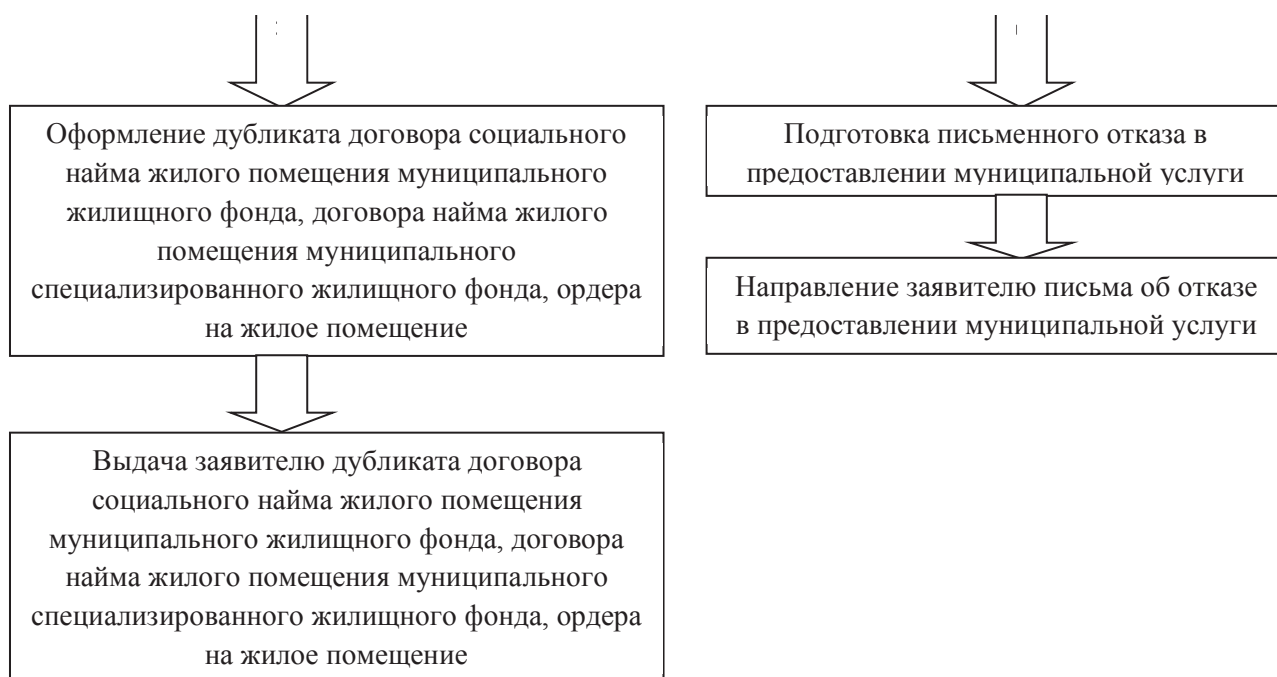 Оформление дубликата договора социального
найма жилого помещения муниципального
жилищного фонда, договора найма жилого
помещения муниципального
специализированного жилищного фонда, ордера
на жилое помещение
Выдача заявителю дубликата договора
социального найма жилого помещения
муниципального жилищного фонда, договора
найма жилого помещения муниципального
специализированного жилищного фонда, ордера
на жилое помещение
Подготовка письменного отказа в
предоставлении муниципальной услуги
Направление заявителю письма об отказе
в предоставлении муниципальной услуги